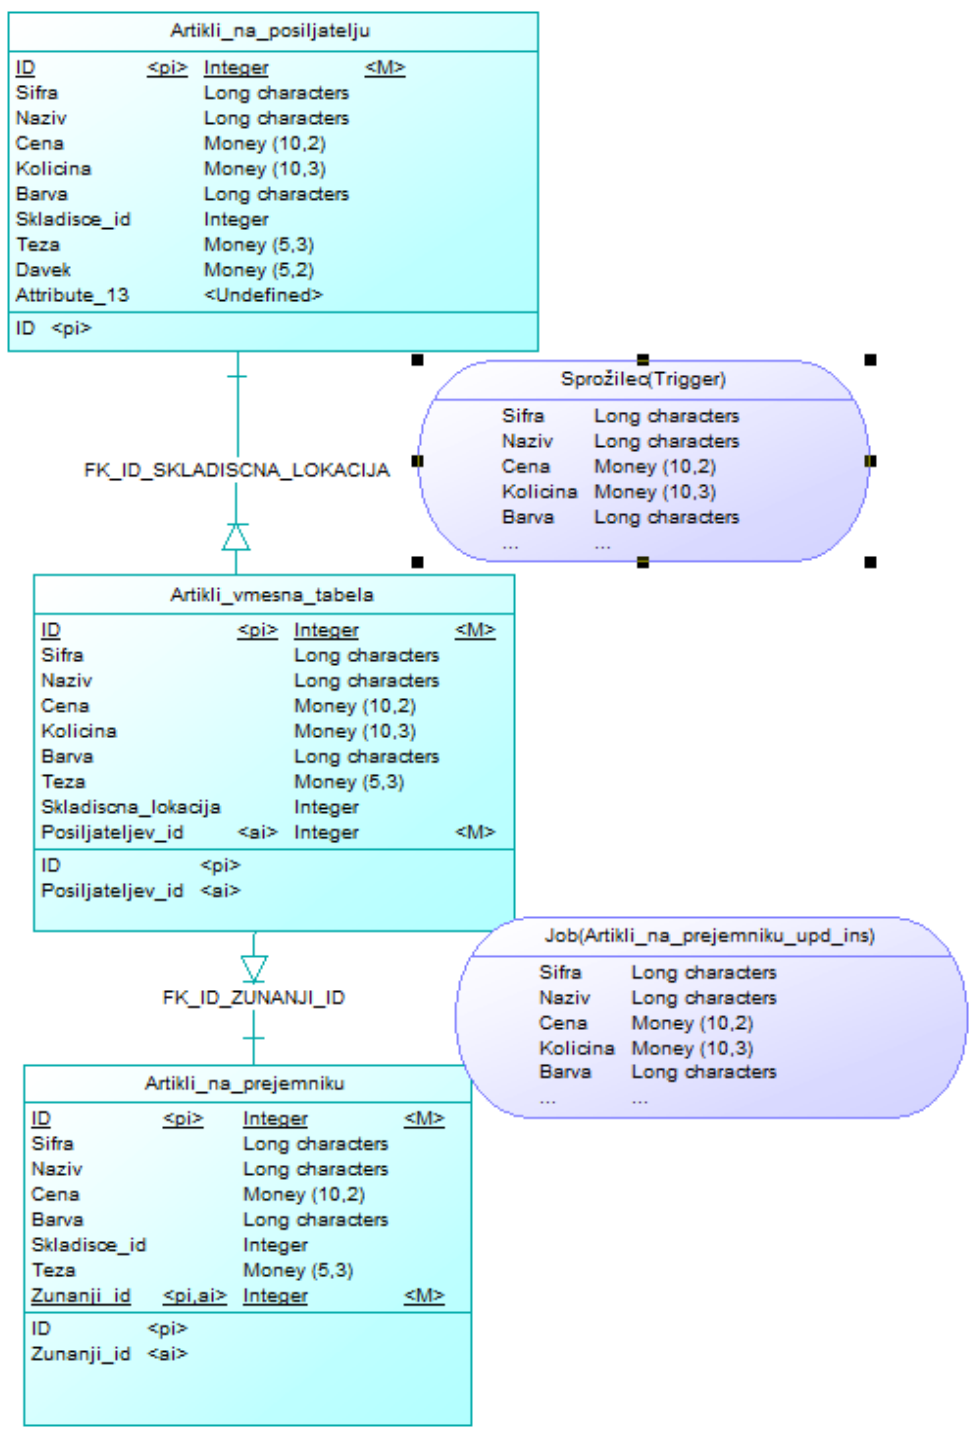 Artikli_na_posiljatelju
ID <pi> Integer <M>
Sifra Long characters
Naziv Long characters
Cena Money (10,2)
Kolicina Money (10,3)
Barva Long characters
Skladisce_id Integer
Teza Money (5,3)
Davek Money (5,2)
Attribute_13 <Undefined>
ID <pi>
Sprožilec(Trigger)
Sifra Long characters
Naziv Long characters
Cena Money (10,2)
Kolicina Money (10,3)
Barva Long characters
... ...
FK_ID_SKLADISCNA_LOKACIJA
Artikli_vmesna_tabela
ID <pi> Integer <M>
Sifra Long characters
Naziv Long characters
Cena Money (10,2)
Kolicina Money (10,3)
Barva Long characters
Teza Money (5,3)
Skladiscna_lokacija Integer
Posiljateljev_id <ai> Integer <M>
ID <pi>
Posiljateljev_id <ai>
Job(Artikli_na_prejemniku_upd_ins)
Sifra Long characters
Naziv Long characters
Cena Money (10,2)
Kolicina Money (10,3)
Barva Long characters
... ...
FK_ID_ZUNANJI_ID
Artikli_na_prejemniku
ID <pi> Integer <M>
Sifra Long characters
Naziv Long characters
Cena Money (10,2)
Barva Long characters
Skladisce_id Integer
Teza Money (5,3)
Zunanji_id <pi,ai> Integer <M>
ID <pi>
Zunanji_id <ai>